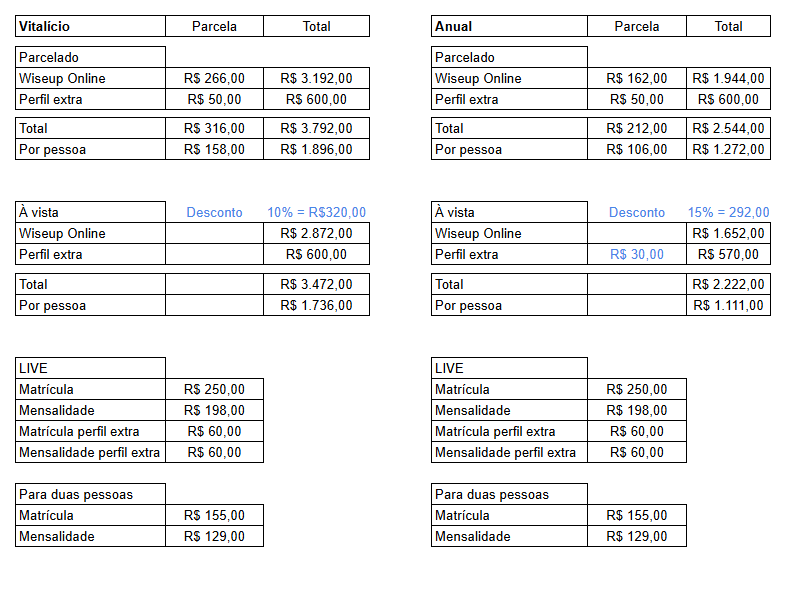 Vitalício Parcela Total
Parcelado
Wiseup Online R$ 266,00 R$ 3.192,00
Perfil extra R$ 50,00 R$ 600,00
Total R$ 316,00 R$ 3.792,00
Por pessoa R$ 158,00 R$ 1.896,00
À vista Desconto 10% = R$320,00
Wiseup Online R$ 2.872,00
Perfil extra R$ 600,00
Total R$ 3.472,00
Por pessoa R$ 1.736,00
LIVE
Matrícula R$ 250,00
Mensalidade R$ 198,00
Matrícula perfil extra R$ 60,00
Mensalidade perfil extra R$ 60,00
Para duas pessoas
Matrícula R$ 155,00
Mensalidade R$ 129,00
Anual Parcela Total
Parcelado
Wiseup Online R$ 162,00 R$ 1.944,00
Perfil extra R$ 50,00 R$ 600,00
Total R$ 212,00 R$ 2.544,00
Por pessoa R$ 106,00 R$ 1.272,00
À vista Desconto 15% = 292,00
Wiseup Online R$ 1.652,00
Perfil extra R$ 30,00 R$ 570,00
Total R$ 2.222,00
Por pessoa R$ 1.111,00
LIVE
Matrícula R$ 250,00
Mensalidade R$ 198,00
Matrícula perfil extra R$ 60,00
Mensalidade perfil extra R$ 60,00
Para duas pessoas
Matrícula R$ 155,00
Mensalidade R$ 129,00